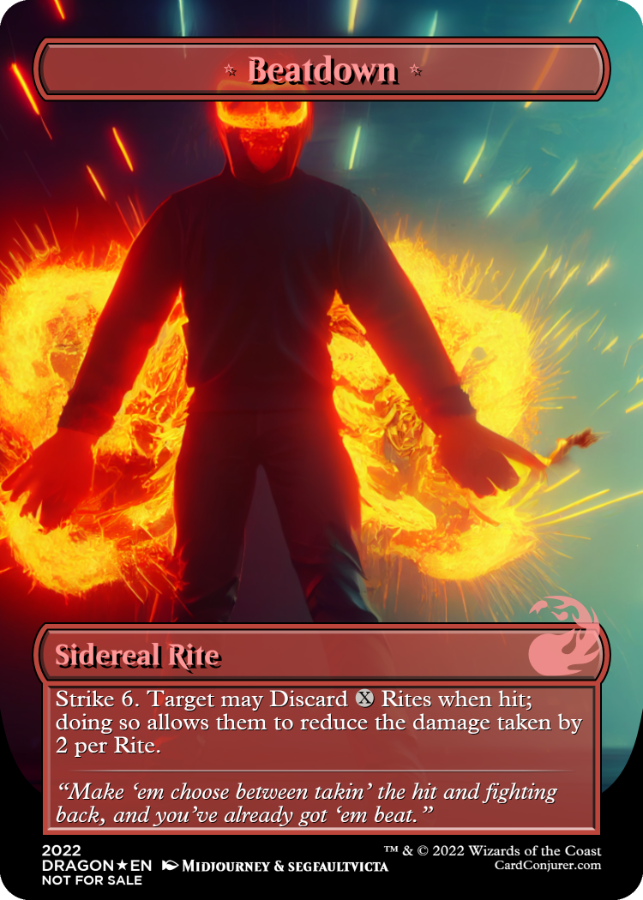 ☆ Beatdown ☆
Sidereal Rite
Strike 6. Target may Discard X Rites when hit;
doing so allows them to reduce the damage taken by
2 per Rite.
“Make ‘em choose between takin’ the hit and fighting
back, and you’ve already got ‘em beat.”
2022
DRAGON★EN Midjourney & segfaultvicta
NOT FOR SALE
™ & © 2022 Wizards of the Coast
CardConjurer.com